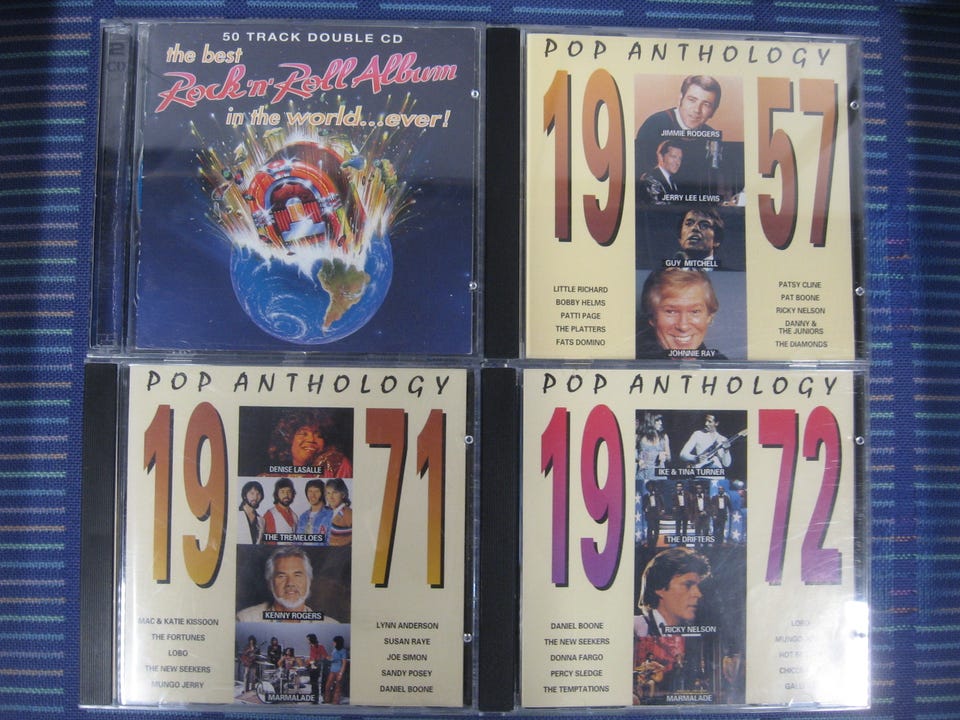 2
CD
50 TRACK DOUBLE CD
the best
Rock 'n' Roll Album
in the world...ever!
POP ANTHOLOGY
19 57
JIMMIE RODGERS
JERRY LEE LEWIS
GUY MITCHELL
JOHNNIE RAY
LITTLE RICHARD
BOBBY HELMS
PATTI PAGE
THE PLATTERS
FATS DOMINO
PATSY CLINE
PAT BOONE
RICKY NELSON
DANNY &
THE JUNIORS
THE DIAMONDS
POP ANTHOLOGY
19 71
DENISE LASALLE
THE TREMELOES
KENNY ROGERS
MARMALADE
MAC & KATIE KISSOON
THE FORTUNES
LOBO
THE NEW SEEKERS
MUNGO JERRY
LYNN ANDERSON
SUSAN RAYE
JOE SIMON
SANDY POSEY
DANIEL BOONE
POP ANTHOLOGY
19 72
IKE & TINA TURNER
THE DRIFTERS
RICKY NELSON
MARMALADE
DANIEL BOONE
THE NEW SEEKERS
DONNA FARGO
PERCY SLEDGE
THE TEMPTATIONS
LOBO
MUNGO
HOT